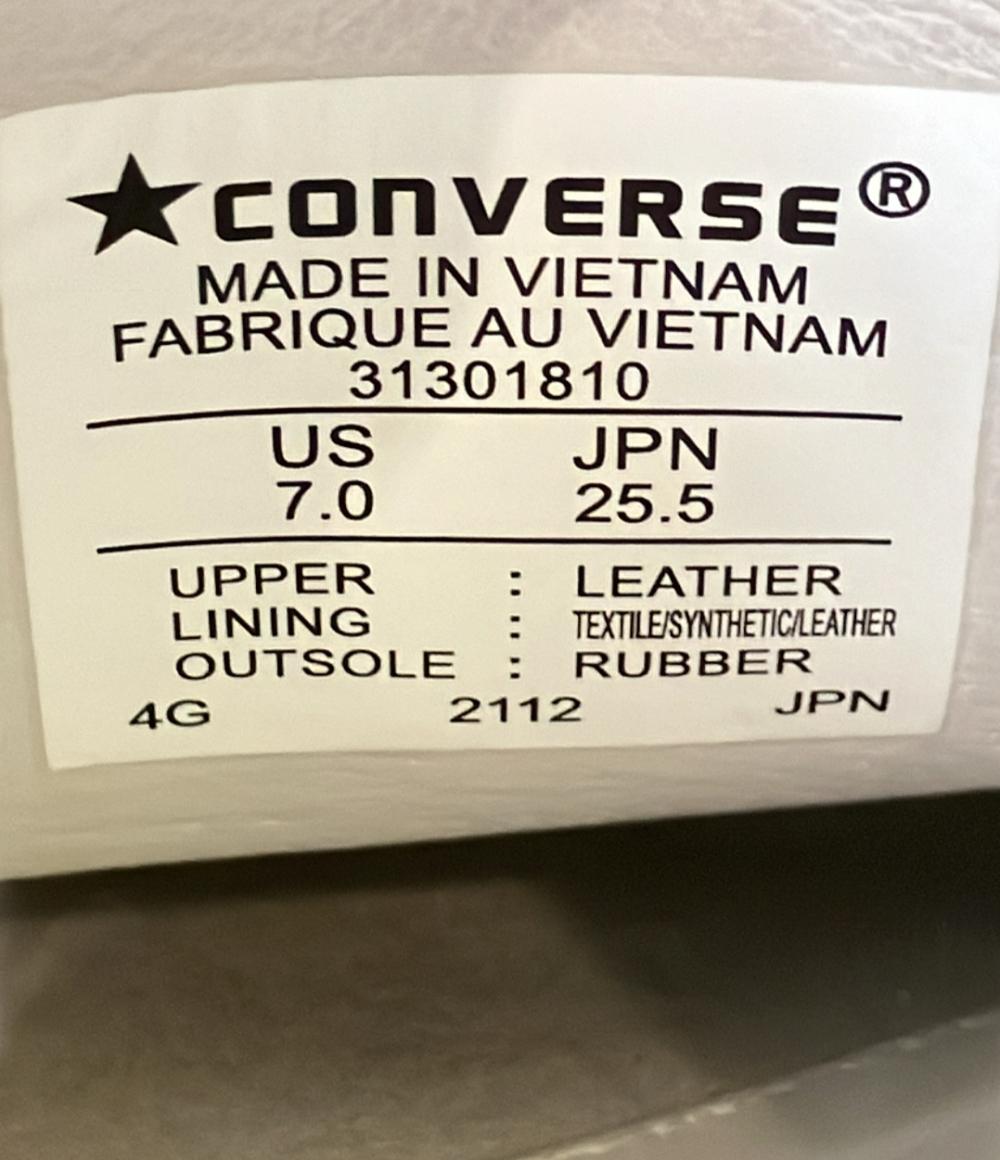 ★CONVERSE®
MADE IN VIETNAM
FABRIQUE AU VIETNAM
31301810
US JPN
7.0 25.5
UPPER : LEATHER
LINING : TEXTILE/SYNTHETIC/LEATHER
OUTSOLE : RUBBER
4G 2112 JPN